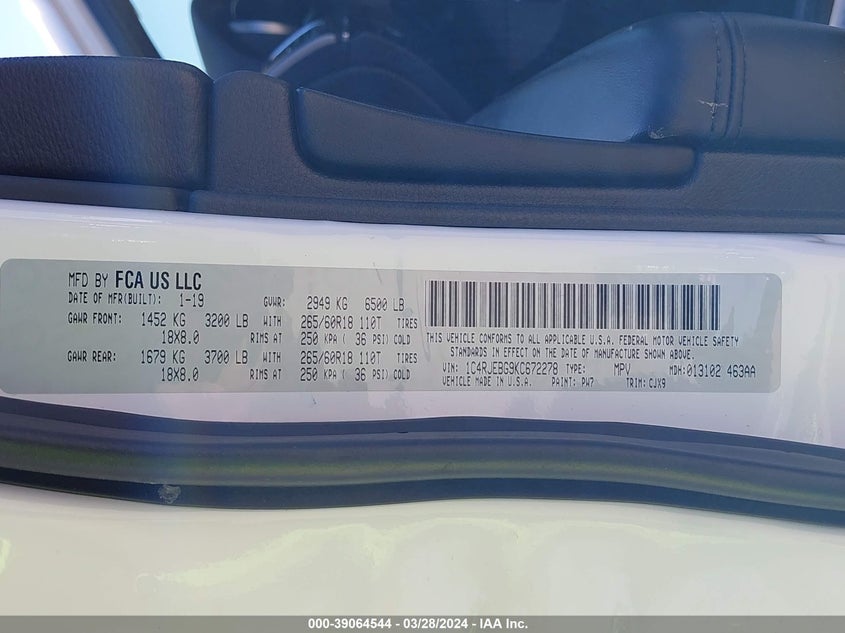 MFD BY FCA US LLC
DATE OF MFR(BUILT): 1-19 GVWR: 2949 KG 6500 LB
GAWR FRONT: 1452 KG 3200 LB WITH 265/60R18 110T TIRES
18X8.0 RIMS AT 250 KPA ( 36 PSI) COLD
GAWR REAR: 1679 KG 3700 LB WITH 265/60R18 110T TIRES
18X8.0 RIMS AT 250 KPA ( 36 PSI) COLD
THIS VEHICLE CONFORMS TO ALL APPLICABLE U.S.A. FEDERAL MOTOR VEHICLE SAFETY
STANDARDS IN EFFECT ON THE DATE OF MANUFACTURE SHOWN ABOVE.
VIN: 1C4RJEBG9KC672278 TYPE: MPV MDH: 013102 463AA
VEHICLE MADE IN U.S.A. PAINT: PW7 TRIM: CJX9
000-39064544 / 03/28/2024 - IAA Inc.